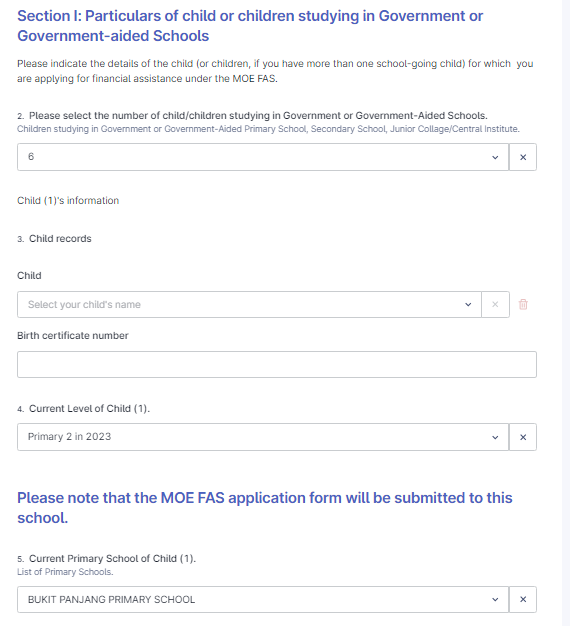 Section I: Particulars of child or children studying in Government or
Government-aided Schools
Please indicate the details of the child (or children, if you have more than one school-going child) for which you
are applying for financial assistance under the MOE FAS.
2. Please select the number of child/children studying in Government or Government-Aided Schools.
Children studying in Government or Government-Aided Primary School, Secondary School, Junior Collage/Central Institute.
6
Child (1)'s information
3. Child records
Child
Select your child's name
Birth certificate number
4. Current Level of Child (1).
Primary 2 in 2023
Please note that the MOE FAS application form will be submitted to this
school.
5. Current Primary School of Child (1).
List of Primary Schools.
BUKIT PANJANG PRIMARY SCHOOL